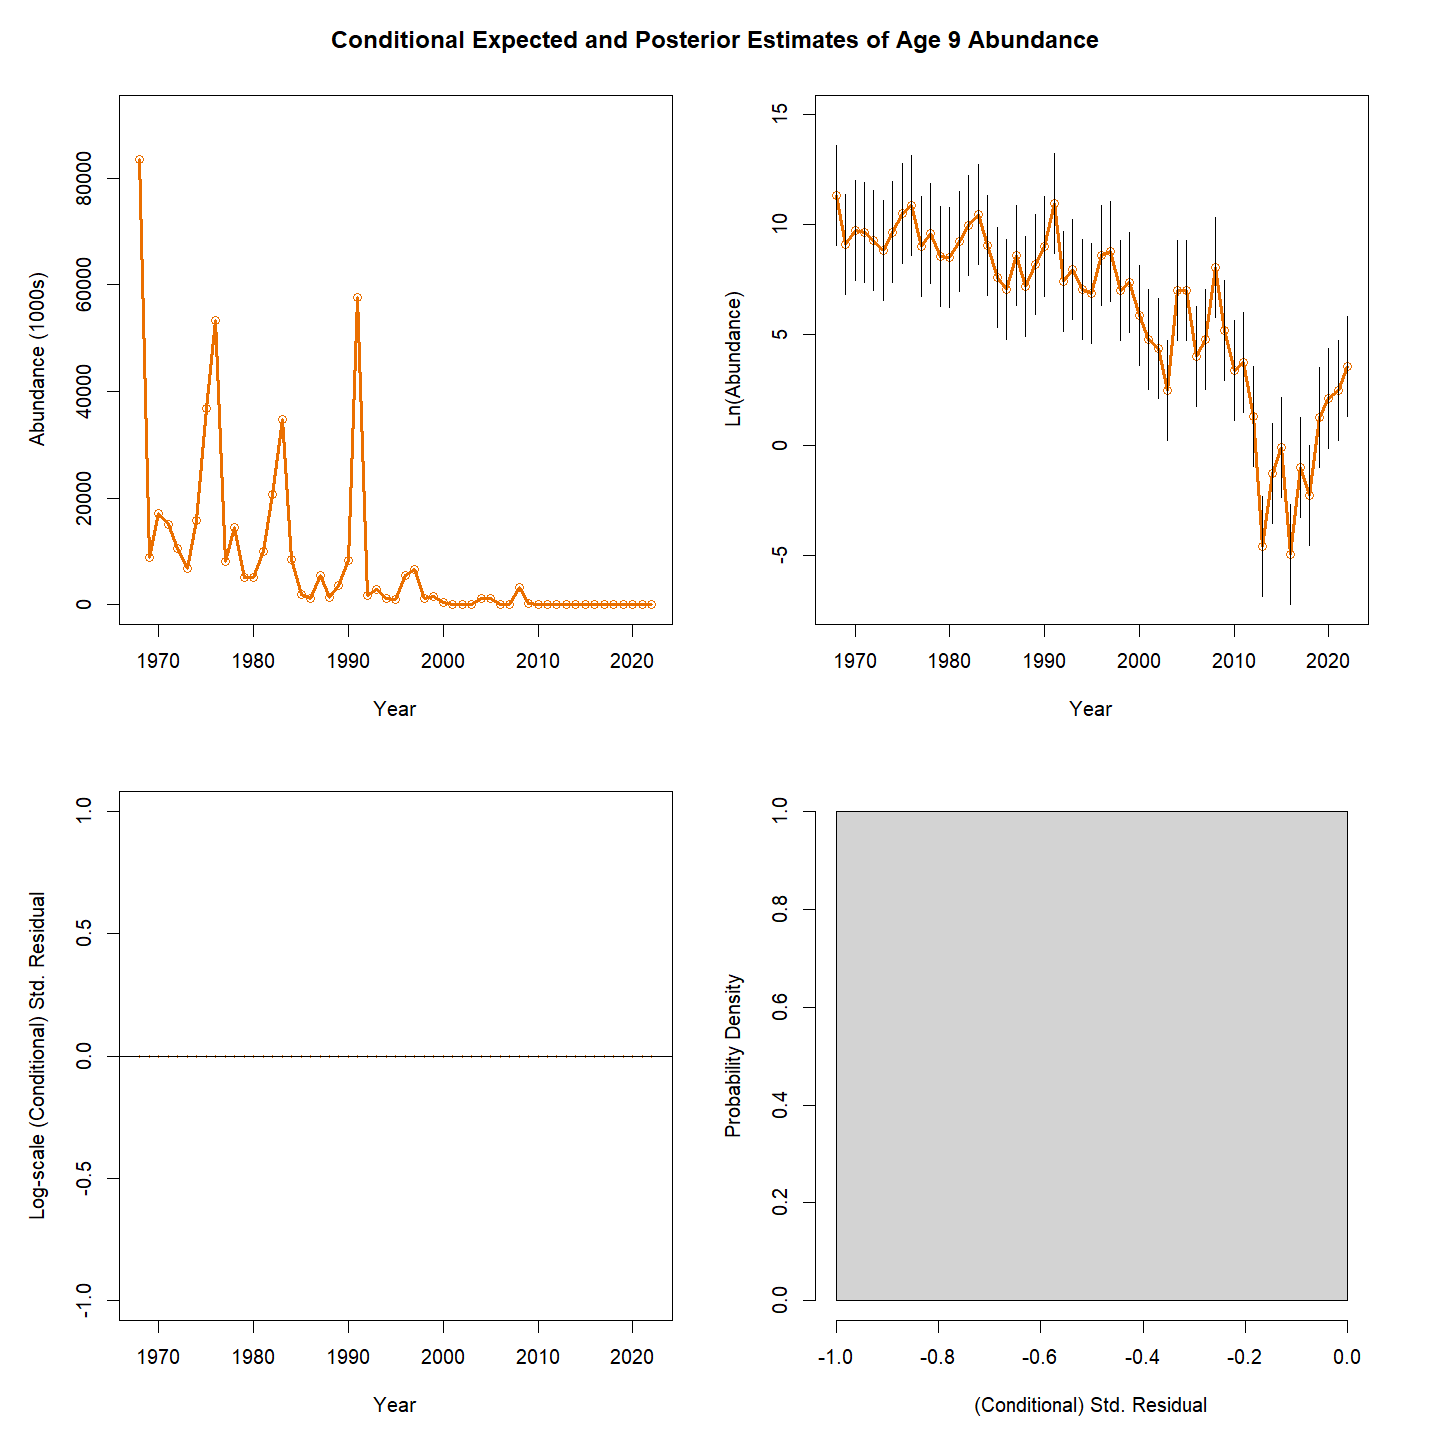 Conditional Expected and Posterior Estimates of Age 9 Abundance
Abundance (1000s)
80000
60000
40000
20000
0
1970 1980 1990 2000 2010 2020
Year
Ln(Abundance)
15
10
5
0
-5
1970 1980 1990 2000 2010 2020
Year
Log-scale (Conditional) Std. Residual
1.0
0.5
0.0
-0.5
-1.0
1970 1980 1990 2000 2010 2020
Year
Probability Density
1.0
0.8
0.6
0.4
0.2
0.0
-1.0 -0.8 -0.6 -0.4 -0.2 0.0
(Conditional) Std. Residual